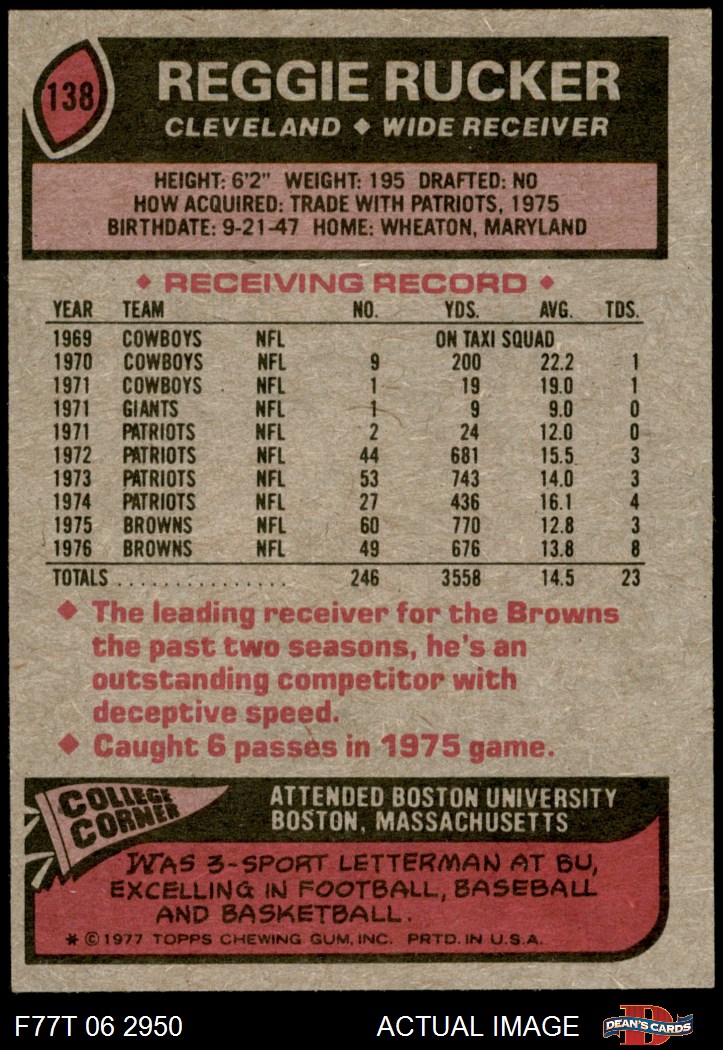 138
REGGIE RUCKER
CLEVELAND ◆ WIDE RECEIVER
HEIGHT: 6'2" WEIGHT: 195 DRAFTED: NO
HOW ACQUIRED: TRADE WITH PATRIOTS, 1975
BIRTHDATE: 9-21-47 HOME: WHEATON, MARYLAND
◆ RECEIVING RECORD ◆
YEAR TEAM NO. YDS. AVG. TDS.
1969 COWBOYS NFL ON TAXI SQUAD
1970 COWBOYS NFL 9 200 22.2 1
1971 COWBOYS NFL 1 19 19.0 1
1971 GIANTS NFL 1 9 9.0 0
1971 PATRIOTS NFL 2 24 12.0 0
1972 PATRIOTS NFL 44 681 15.5 3
1973 PATRIOTS NFL 53 743 14.0 3
1974 PATRIOTS NFL 27 436 16.1 4
1975 BROWNS NFL 60 770 12.8 3
1976 BROWNS NFL 49 676 13.8 8
TOTALS . . . . . . . . . . . . . . . 246 3558 14.5 23
◆ The leading receiver for the Browns
the past two seasons, he's an
outstanding competitor with
deceptive speed.
◆ Caught 6 passes in 1975 game.
COLLEGE
CORNER
ATTENDED BOSTON UNIVERSITY
BOSTON, MASSACHUSETTS
WAS 3-SPORT LETTERMAN AT BU,
EXCELLING IN FOOTBALL, BASEBALL
AND BASKETBALL.
* © 1977 TOPPS CHEWING GUM, INC. PRTD. IN U.S.A.
F77T 06 2950 ACTUAL IMAGE
D
DEAN'S CARDS